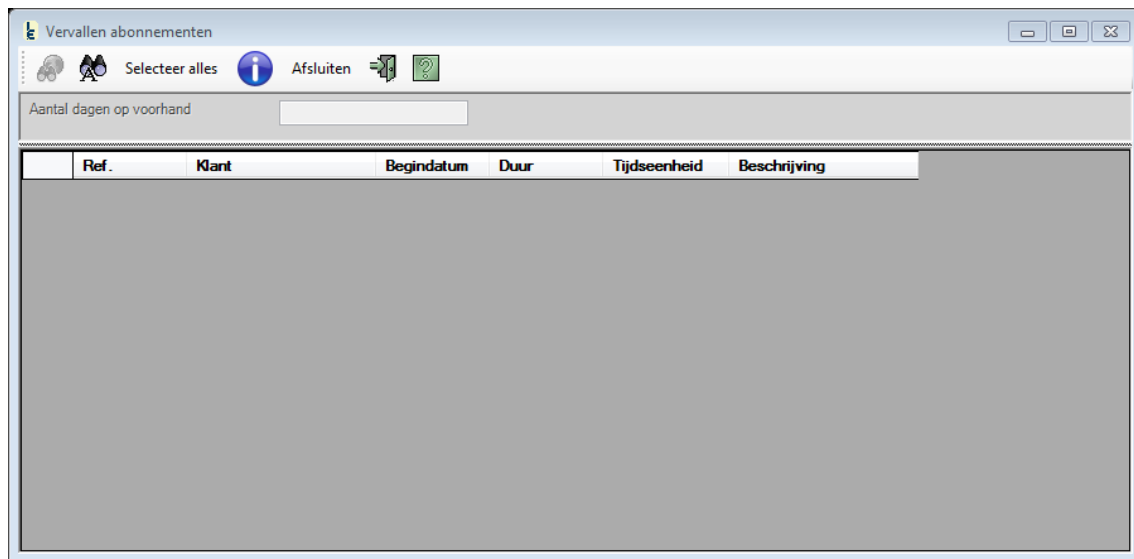 Vervallen abonnementen
Selecteer alles Afsluiten
Aantal dagen op voorhand
Ref. Klant Begindatum Duur Tijdseenheid Beschrijving